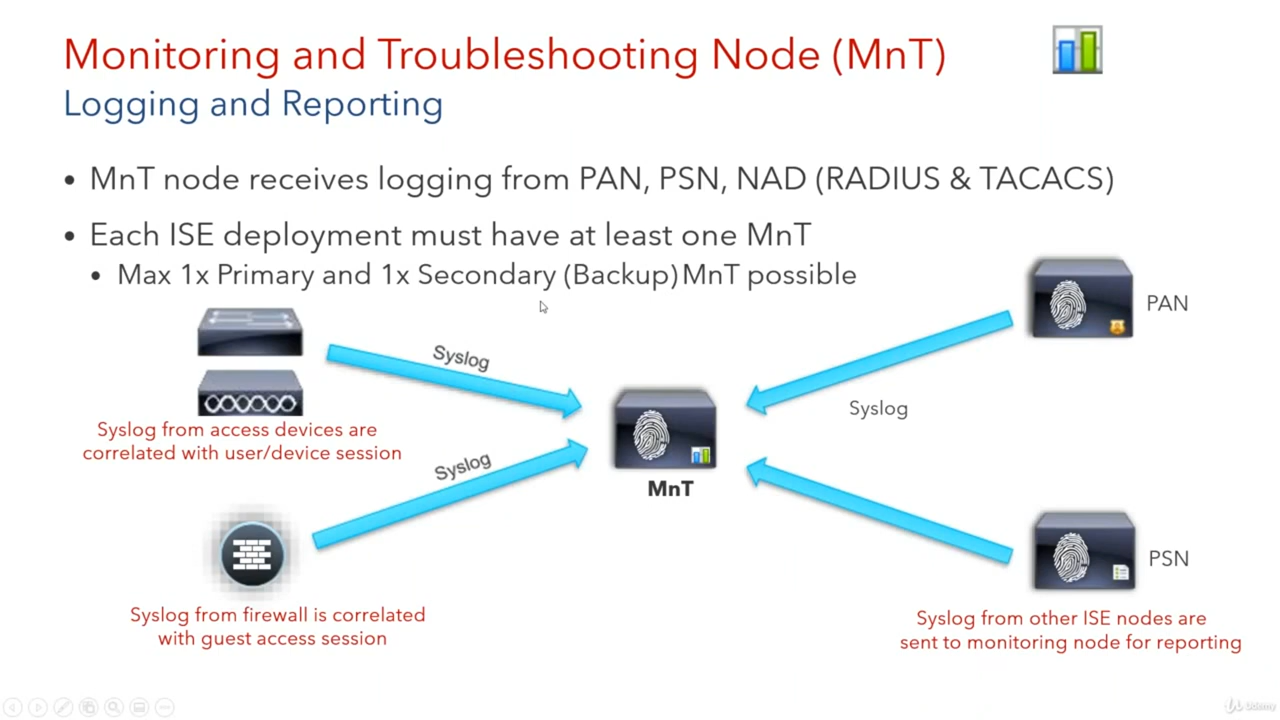 Monitoring and Troubleshooting Node (MnT)
Logging and Reporting
• MnT node receives logging from PAN, PSN, NAD (RADIUS & TACACS)
• Each ISE deployment must have at least one MnT
• Max 1x Primary and 1x Secondary (Backup) MnT possible
PAN
Syslog
Syslog
Syslog from access devices are
correlated with user/device session
Syslog
MnT
PSN
Syslog from firewall is correlated
with guest access session
Syslog from other ISE nodes are
sent to monitoring node for reporting
Udemy